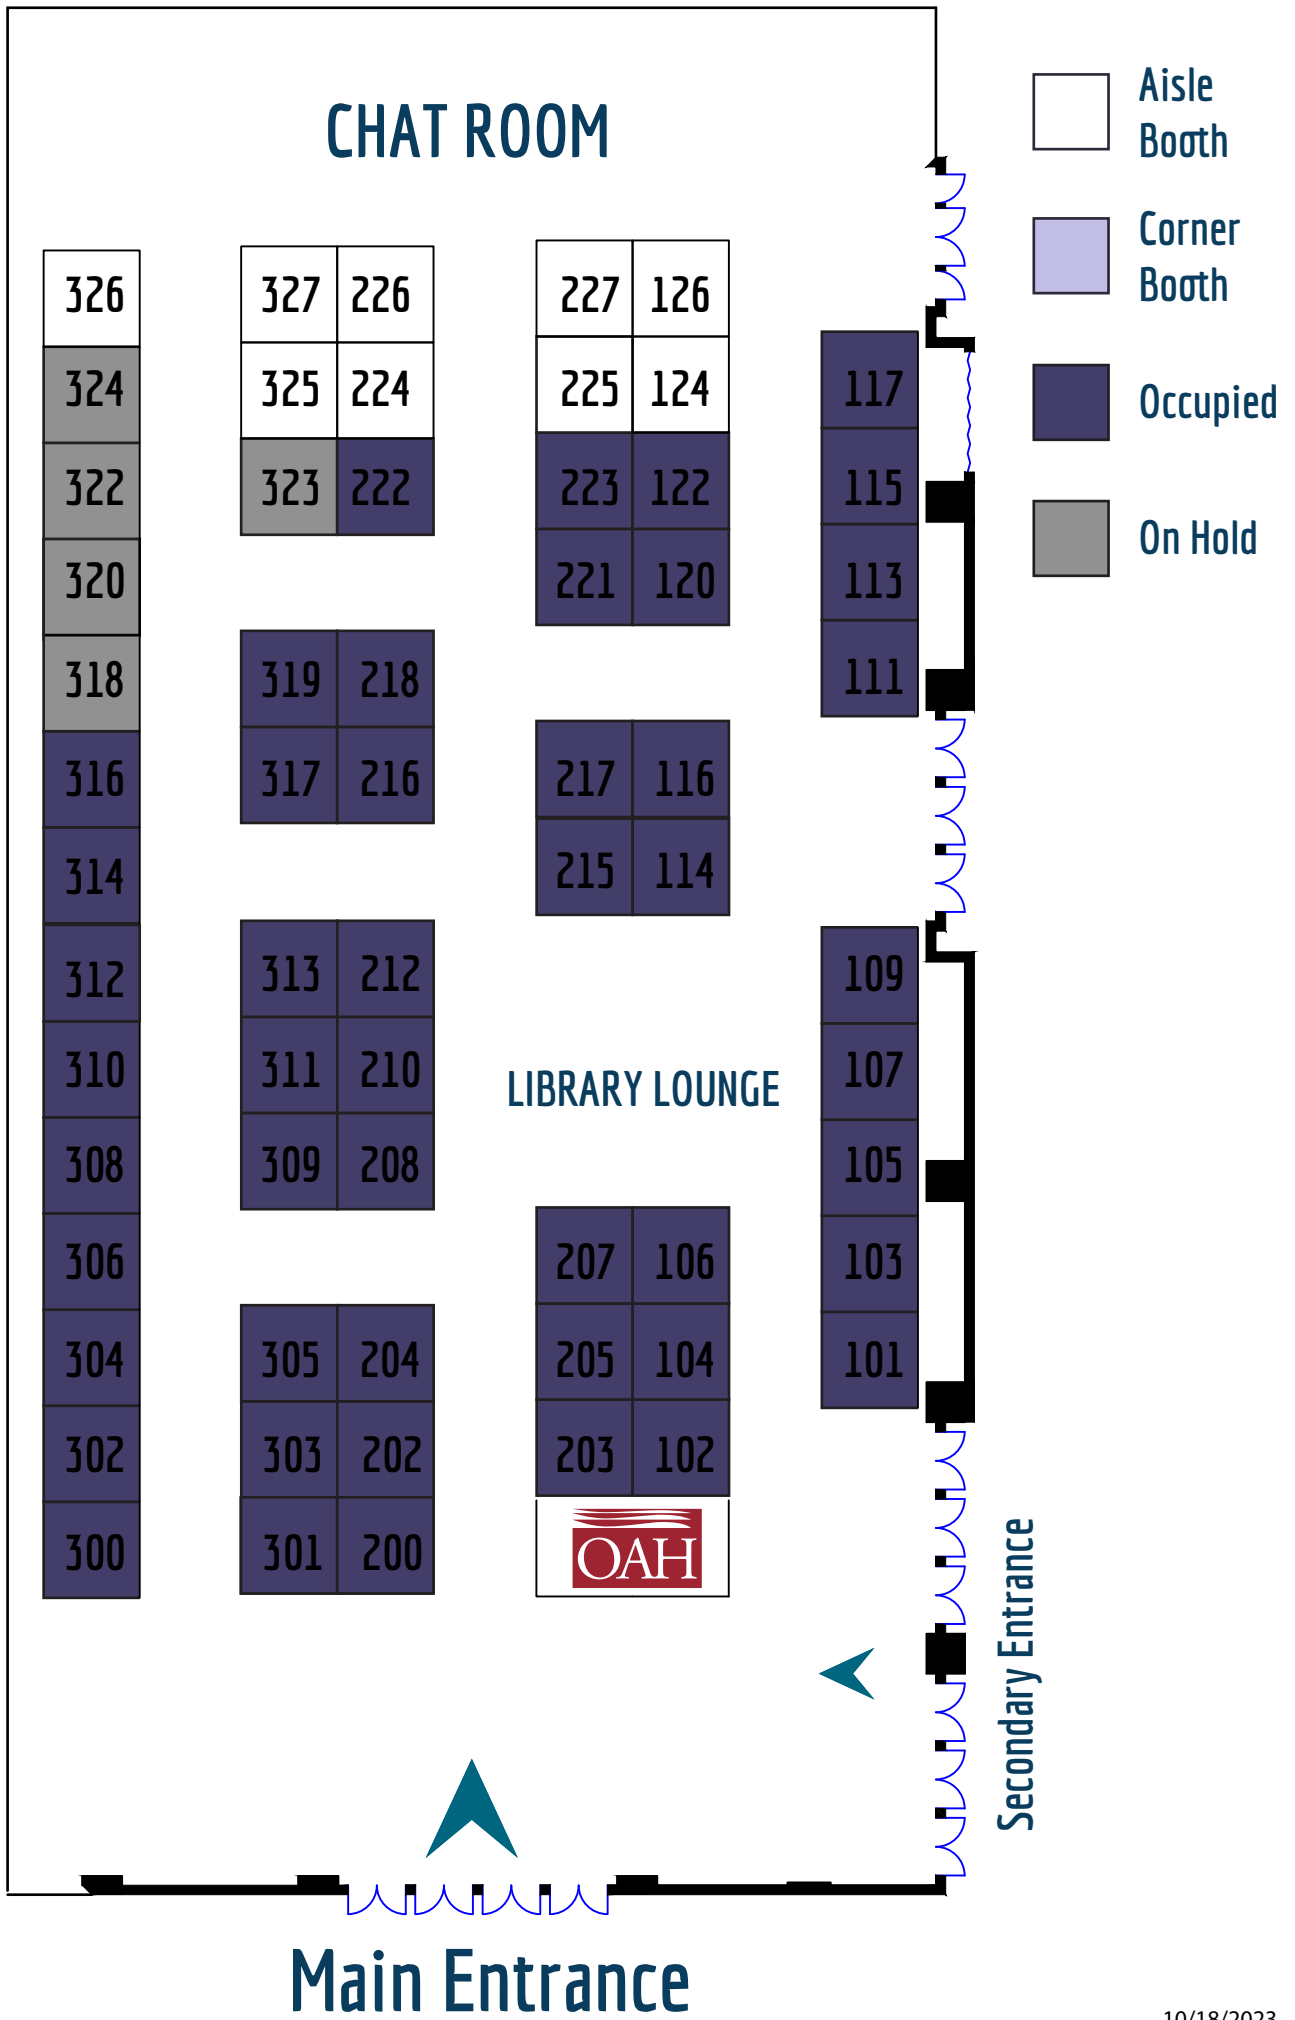 CHAT ROOM
Aisle
Booth
Corner
Booth
Occupied
On Hold
326 327 226 227 126
324 325 224 225 124 117
322 323 222 223 122 115
320 221 120 113
318 319 218 111
316 317 216 217 116
314 215 114
312 313 212 109
310 311 210 107
LIBRARY LOUNGE
308 309 208 105
306 207 106 103
304 305 204 205 104 101
302 303 202 203 102
300 301 200 OAH
Secondary Entrance
Main Entrance
10/18/2023